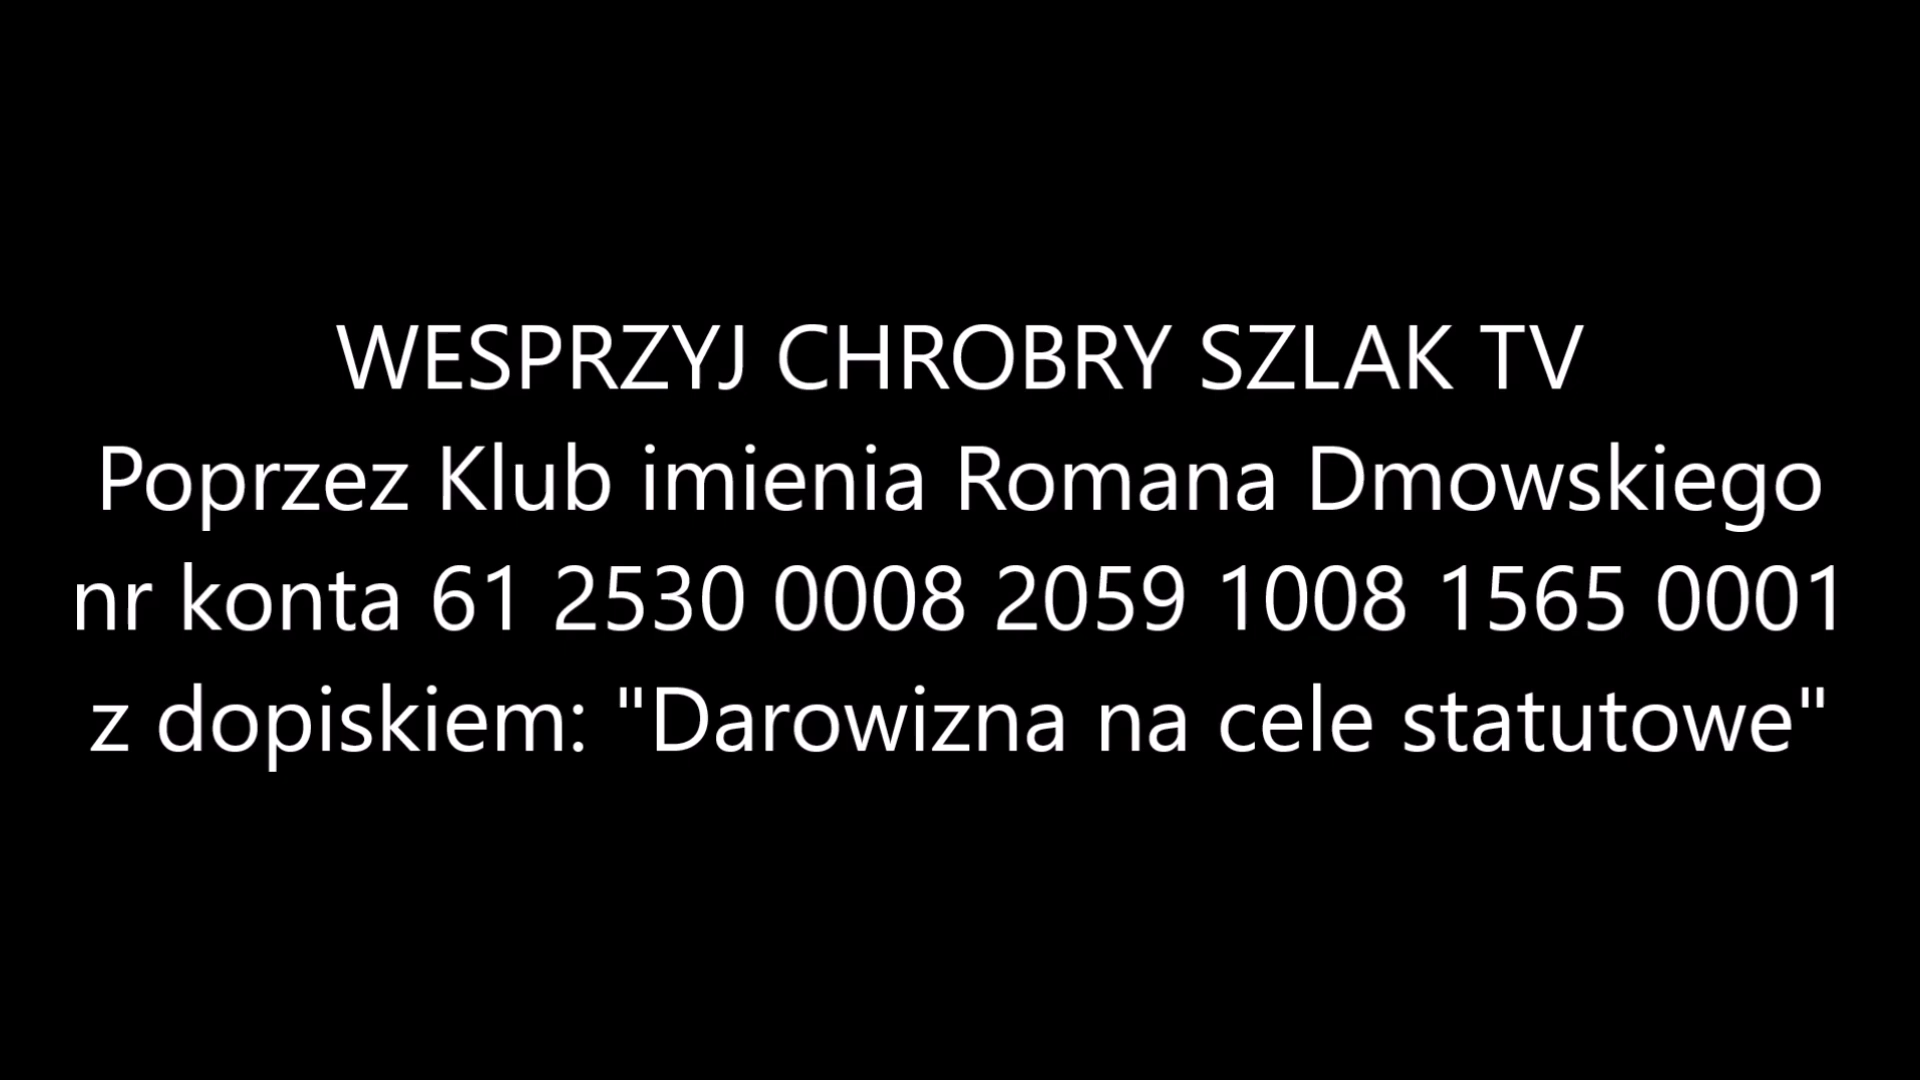 WESPRZYJ CHROBRY SZLAK TV
Poprzez Klub imienia Romana Dmowskiego
nr konta 61 2530 0008 2059 1008 1565 0001
z dopiskiem: "Darowizna na cele statutowe"